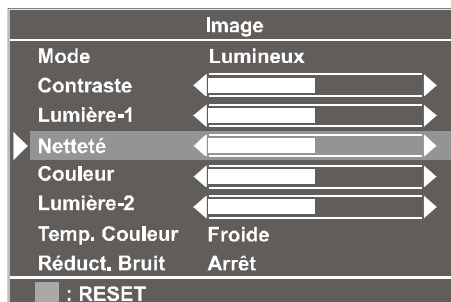 Image
Mode Lumineux
Contraste
Lumière-1
Netteté
Couleur
Lumière-2
Temp. Couleur Froide
Réduct. Bruit Arrêt
: RESET